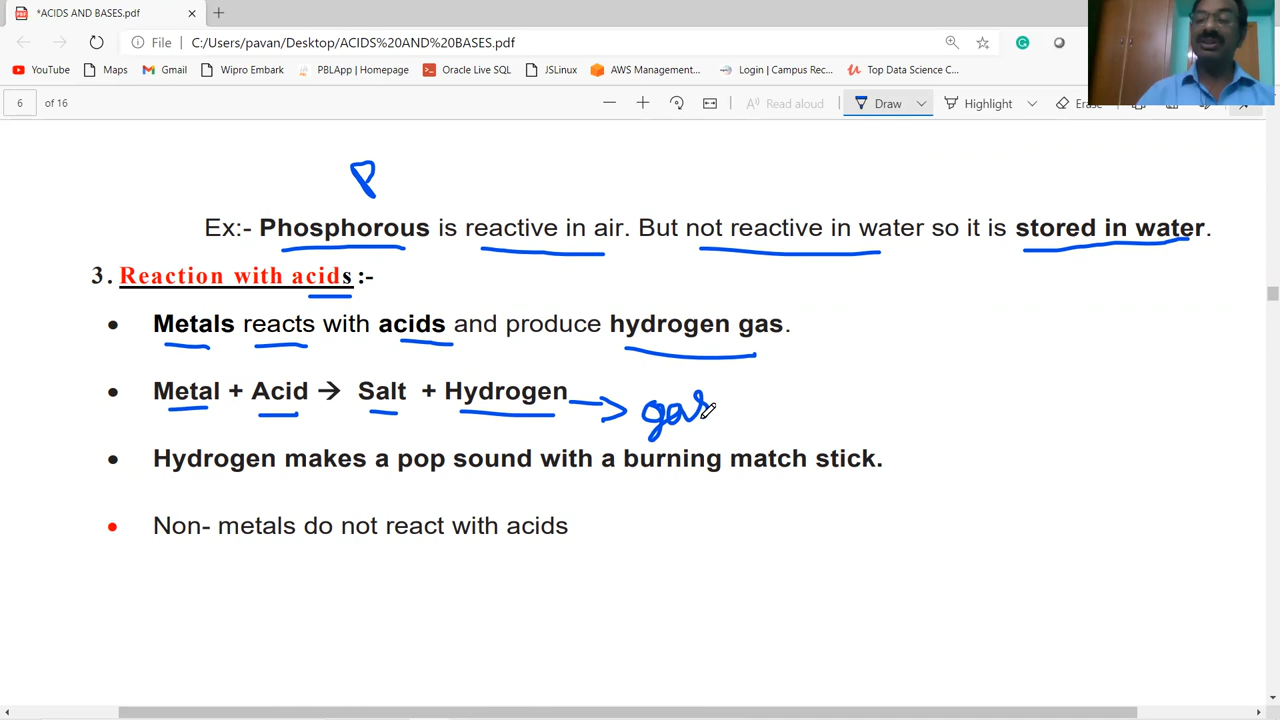 *ACIDS AND BASES.pdf
File C:/Users/pavan/Desktop/ACIDS%20AND%20BASES.pdf
YouTube Maps Gmail Wipro Embark PBLApp | Homepage Oracle Live SQL JSLinux AWS Management... Login | Campus Rec... Top Data Science C...
6 of 16 Read aloud Draw Highlight Erase
P
Ex:- Phosphorous is reactive in air. But not reactive in water so it is stored in water.
3. Reaction with acids :-
• Metals reacts with acids and produce hydrogen gas.
• Metal + Acid → Salt + Hydrogen → gas
• Hydrogen makes a pop sound with a burning match stick.
• Non- metals do not react with acids